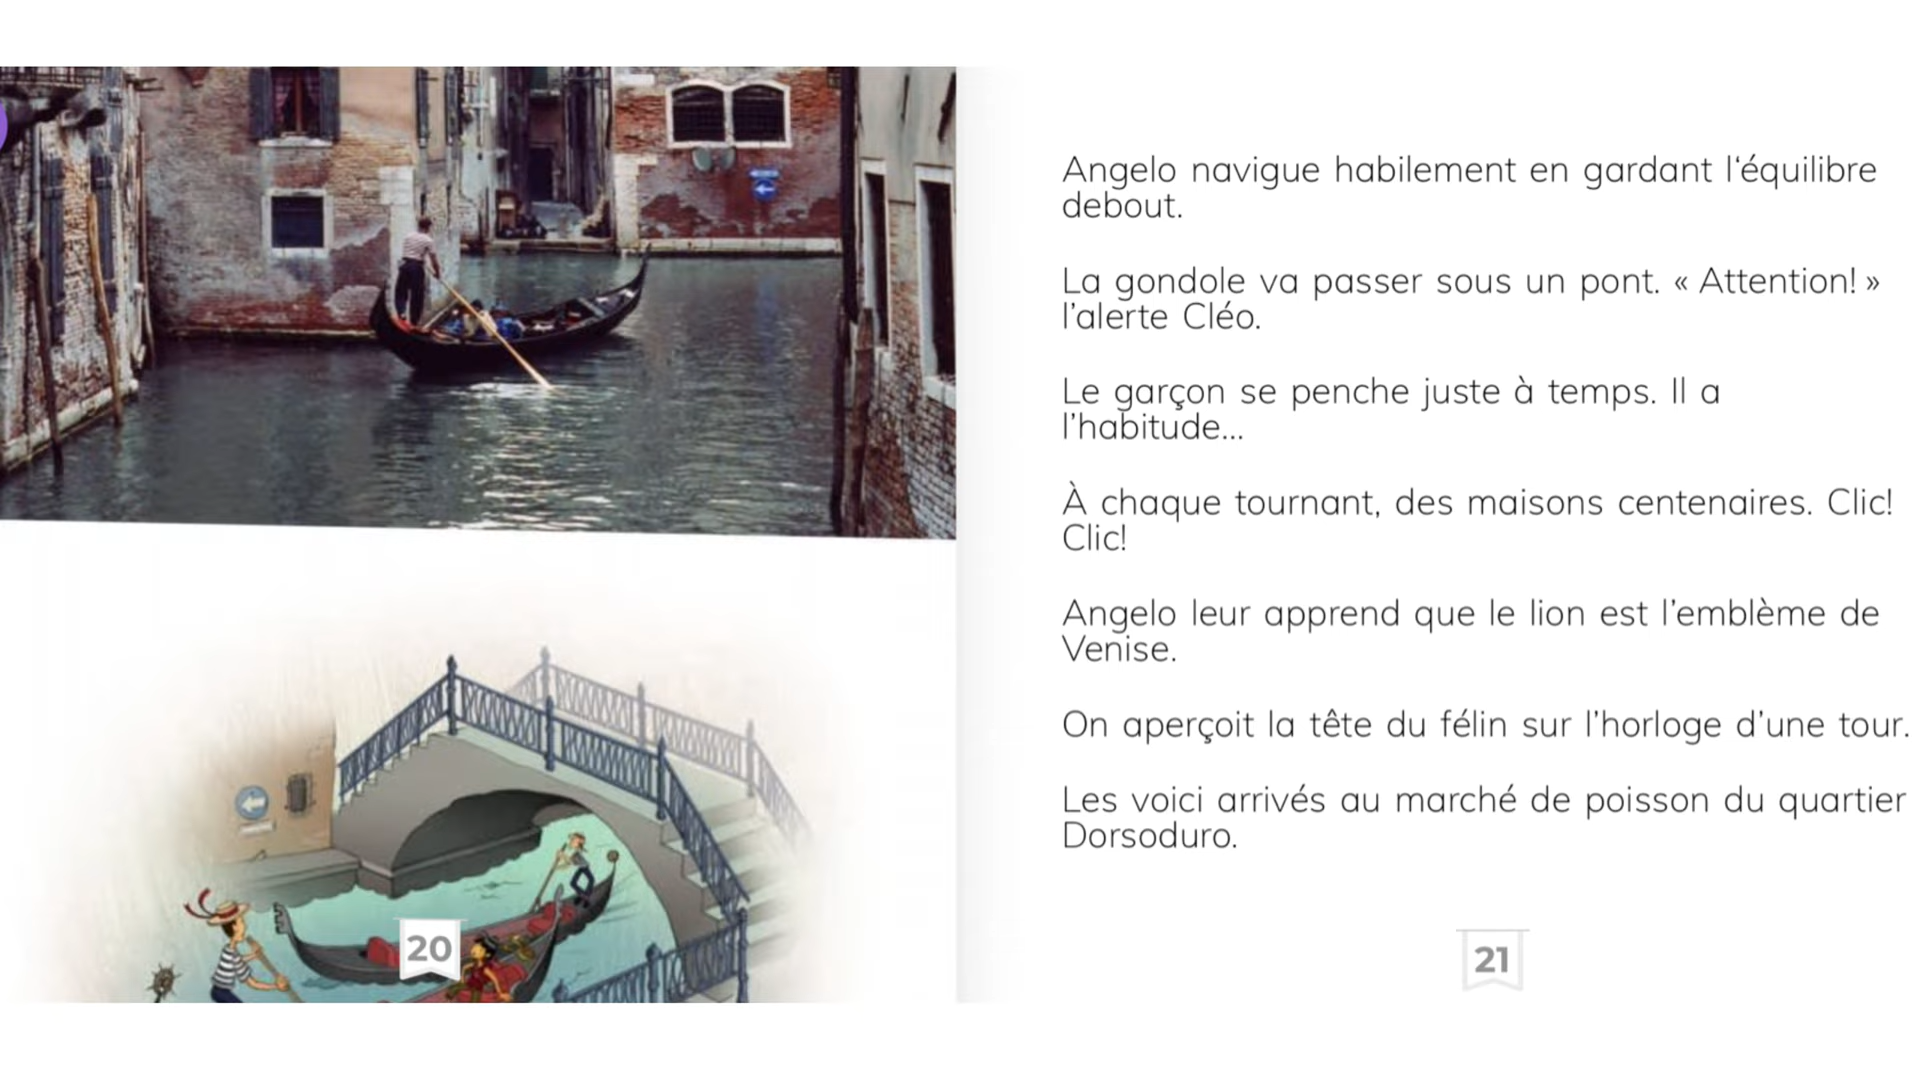 Angelo navigue habilement en gardant l‘équilibre
debout.
La gondole va passer sous un pont. « Attention! »
l’alerte Cléo.
Le garçon se penche juste à temps. Il a
l’habitude...
À chaque tournant, des maisons centenaires. Clic!
Clic!
Angelo leur apprend que le lion est l’emblème de
Venise.
On aperçoit la tête du félin sur l’horloge d’une tour.
Les voici arrivés au marché de poisson du quartier
Dorsoduro.
20
21